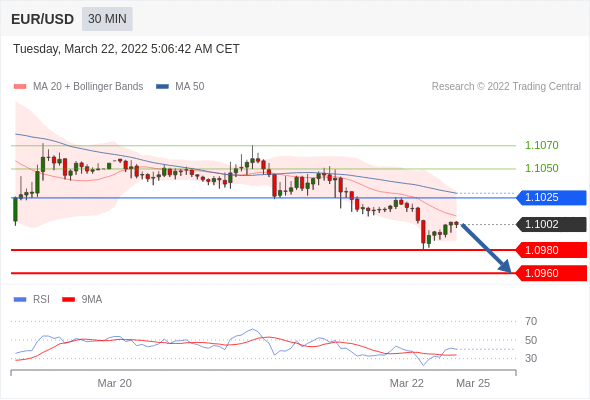 EUR/USD 30 MIN
Tuesday, March 22, 2022 5:06:42 AM CET
MA 20 + Bollinger Bands MA 50 Research © 2022 Trading Central
1.1070
1.1050
1.1025
1.1002
1.0980
1.0960
RSI 9MA
70
50
30
Mar 20 Mar 22 Mar 25